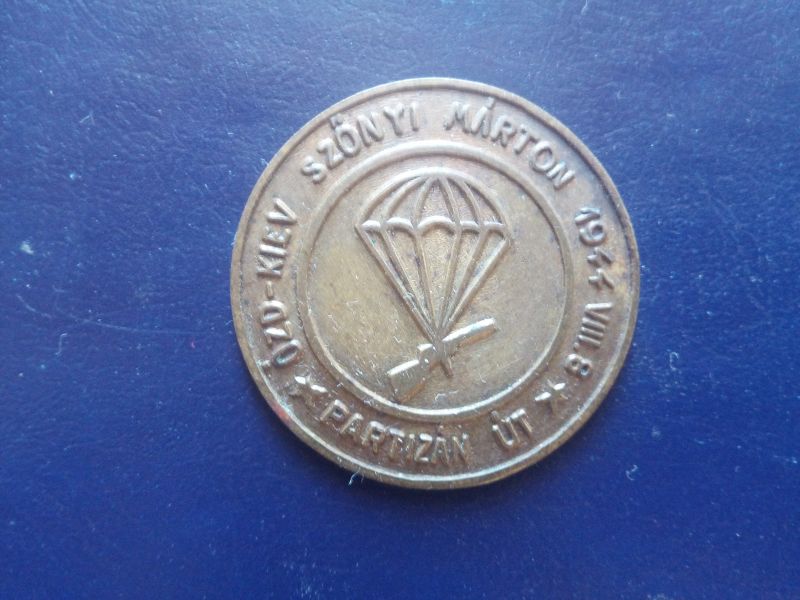 ÓZD-KIEV SZŐNYI MÁRTON 1944 VIII.8
PARTIZÁN ÚT